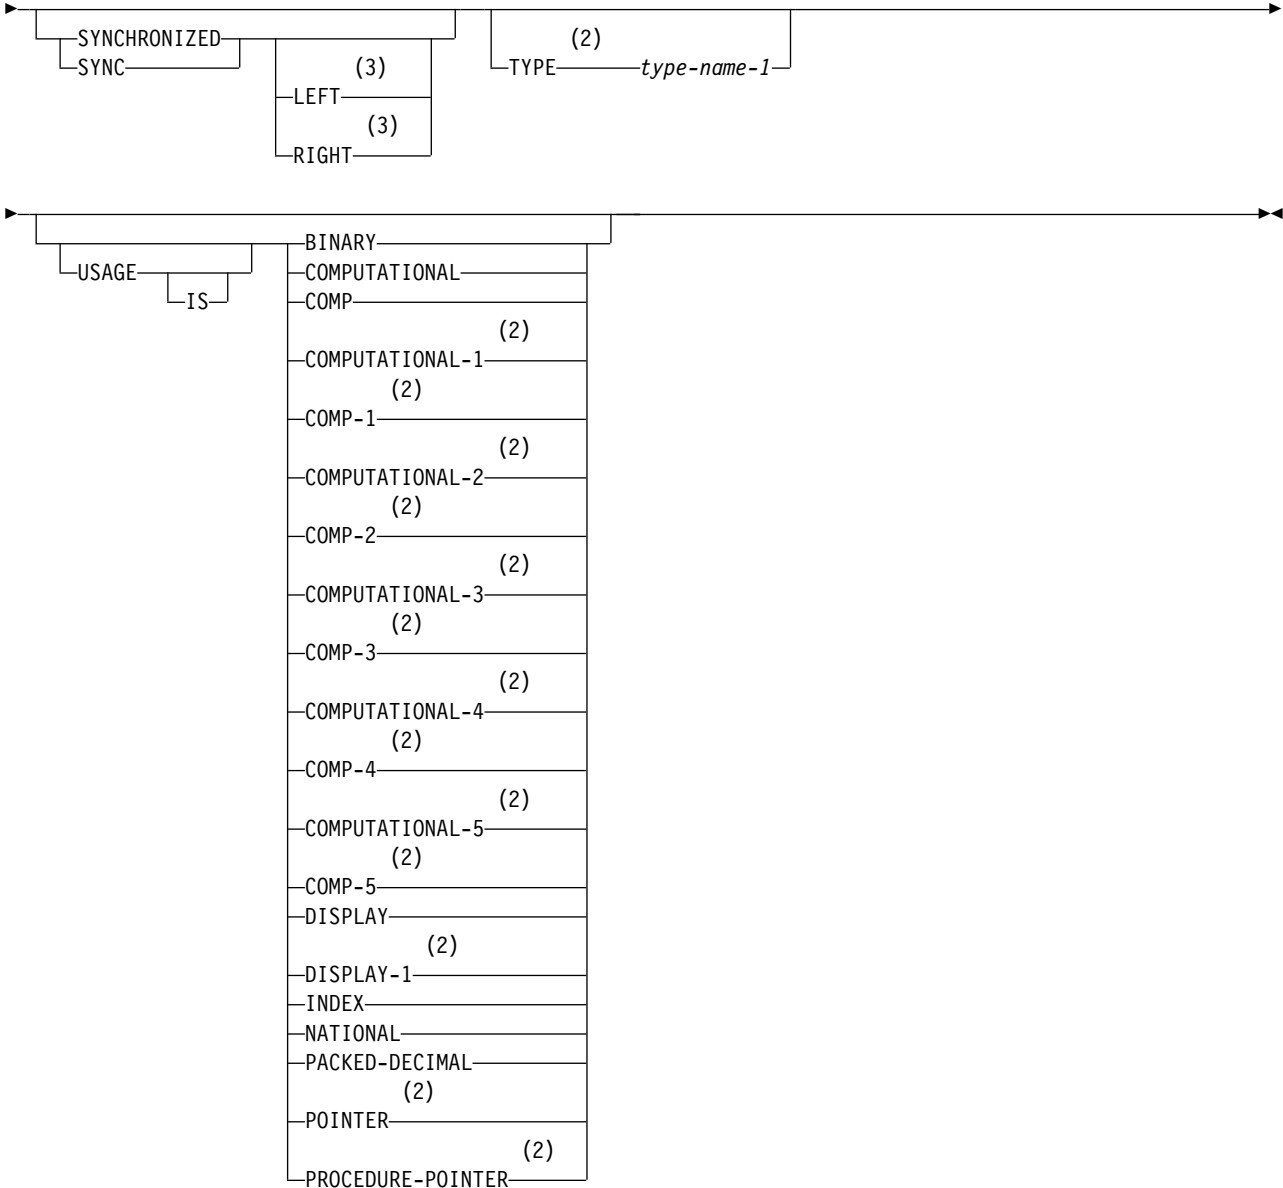 SYNCHRONIZED (2)
SYNC (3) TYPE type-name-1
LEFT
(3)
RIGHT
BINARY
USAGE COMPUTATIONAL
IS COMP
(2)
COMPUTATIONAL-1
(2)
COMP-1
(2)
COMPUTATIONAL-2
(2)
COMP-2
(2)
COMPUTATIONAL-3
(2)
COMP-3
(2)
COMPUTATIONAL-4
(2)
COMP-4
(2)
COMPUTATIONAL-5
(2)
COMP-5
DISPLAY
(2)
DISPLAY-1
INDEX
NATIONAL
PACKED-DECIMAL
(2)
POINTER
(2)
PROCEDURE-POINTER